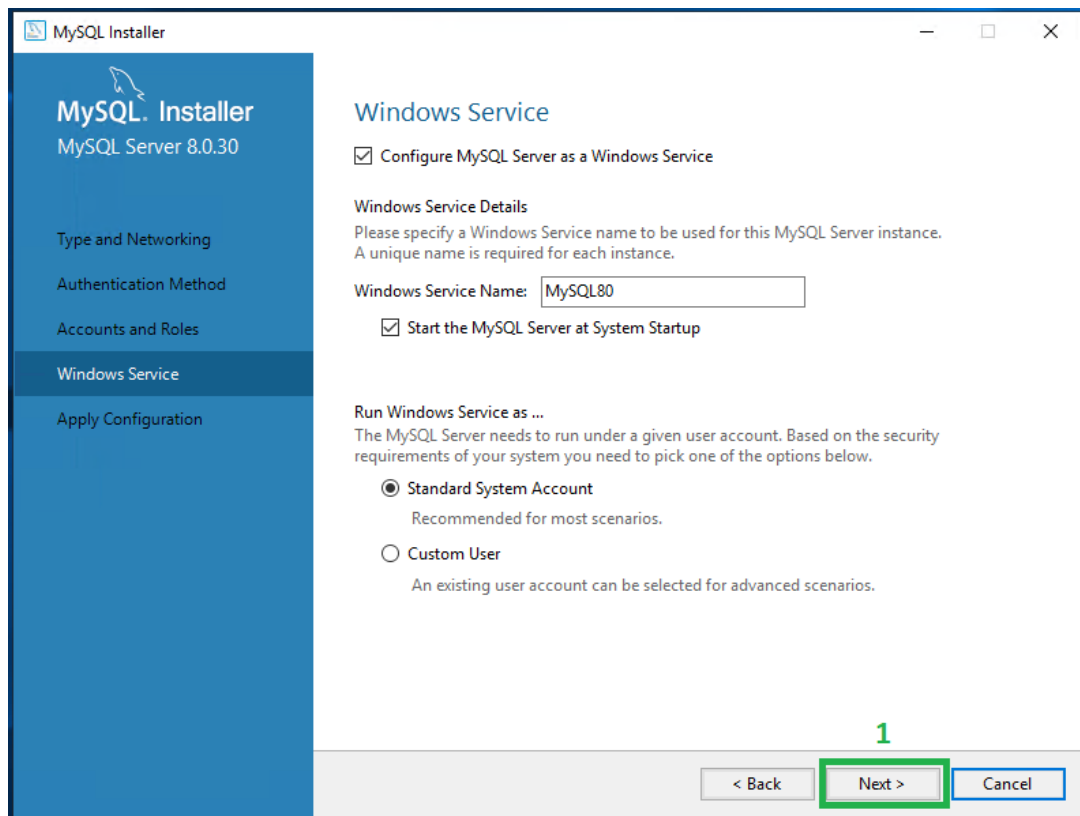 MySQL Installer
MySQL. Installer
MySQL Server 8.0.30
Type and Networking
Authentication Method
Accounts and Roles
Windows Service
Apply Configuration
Windows Service
Configure MySQL Server as a Windows Service
Windows Service Details
Please specify a Windows Service name to be used for this MySQL Server instance.
A unique name is required for each instance.
Windows Service Name: MySQL80
Start the MySQL Server at System Startup
Run Windows Service as ...
The MySQL Server needs to run under a given user account. Based on the security
requirements of your system you need to pick one of the options below.
Standard System Account
Recommended for most scenarios.
Custom User
An existing user account can be selected for advanced scenarios.
1
< Back Next > Cancel